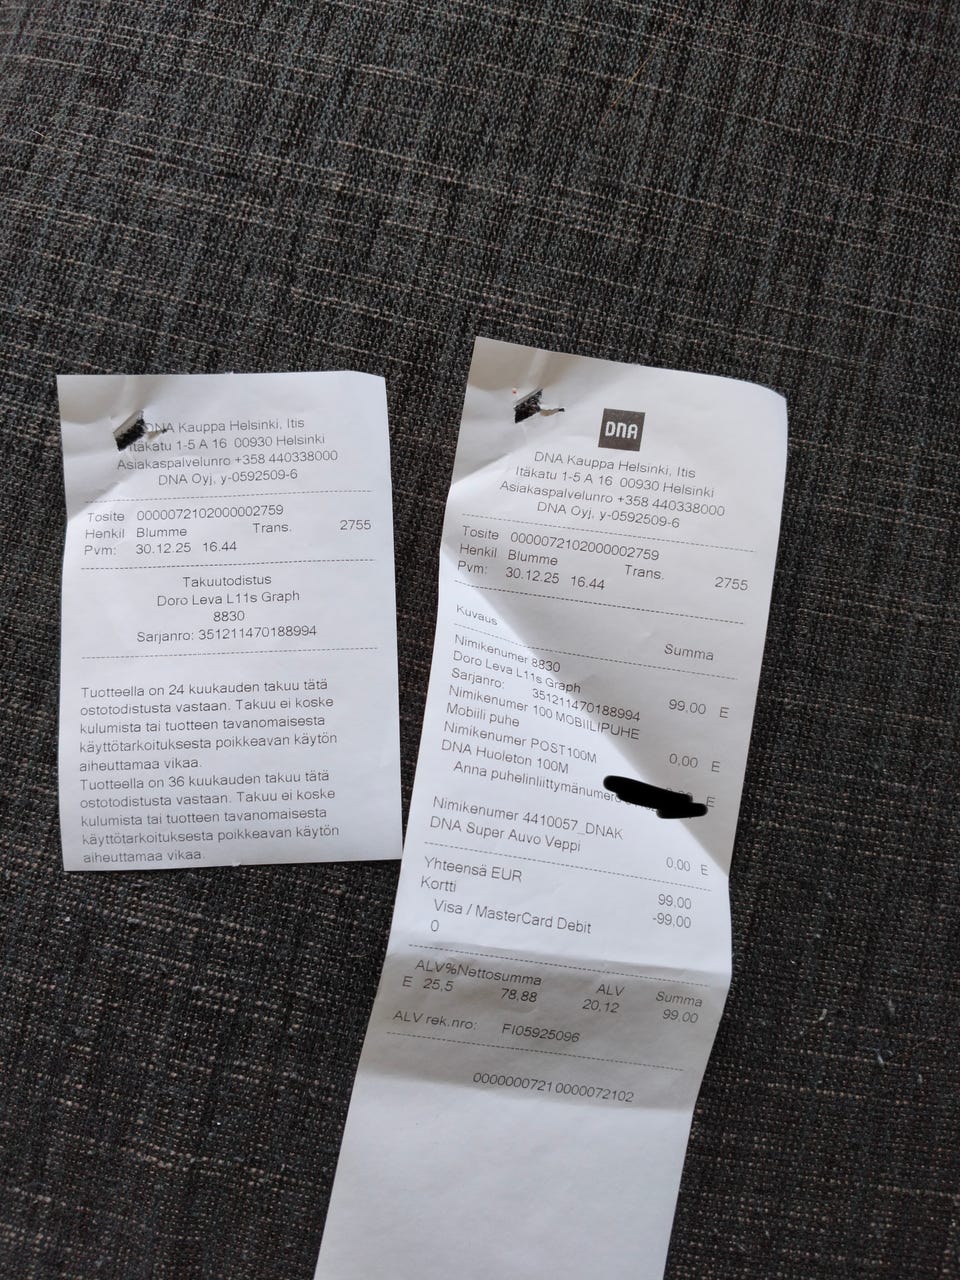 DNA Kauppa Helsinki, Itis
Itäkatu 1-5 A 16 00930 Helsinki
Asiakaspalvelunro +358 440338000
DNA Oyj, y-0592509-6
Tosite 0000072102000002759
Henkil Blumme Trans. 2755
Pvm: 30.12.25 16.44
Takuutodistus
Doro Leva L11s Graph
8830
Sarjanro: 351211470188994
Tuotteella on 24 kuukauden takuu tätä
ostotodistusta vastaan. Takuu ei koske
kulumista tai tuotteen tavanomaisesta
käyttötarkoituksesta poikkeavan käytön
aiheuttamaa vikaa.
Tuotteella on 36 kuukauden takuu tätä
ostotodistusta vastaan. Takuu ei koske
kulumista tai tuotteen tavanomaisesta
käyttötarkoituksesta poikkeavan käytön
aiheuttamaa vikaa.
DNA
DNA Kauppa Helsinki, Itis
Itäkatu 1-5 A 16 00930 Helsinki
Asiakaspalvelunro +358 440338000
DNA Oyj, y-0592509-6
Tosite 0000072102000002759
Henkil Blumme Trans. 2755
Pvm: 30.12.25 16.44
Kuvaus Summa
Nimikenumer 8830
Doro Leva L11s Graph 99.00 E
Sarjanro: 351211470188994
Nimikenumer 100 MOBIILIPUHE
Mobiili puhe 0,00 E
Nimikenumer POST100M
DNA Huoleton 100M E
Anna puhelinliittymänumero
Nimikenumer 4410057_DNAK
DNA Super Auvo Veppi 0,00 E
Yhteensä EUR 99.00
Kortti -99.00
Visa / MasterCard Debit
0
ALV%Nettosumma ALV Summa
E 25,5 78,88 20,12 99.00
ALV rek.nro: FI05925096
0000000721 0000072102